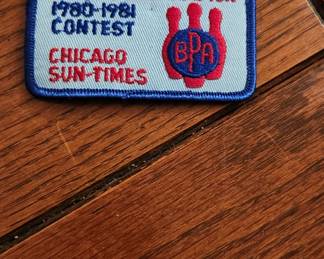 1980-1981
CONTEST
CHICAGO
SUN-TIMES
BPA